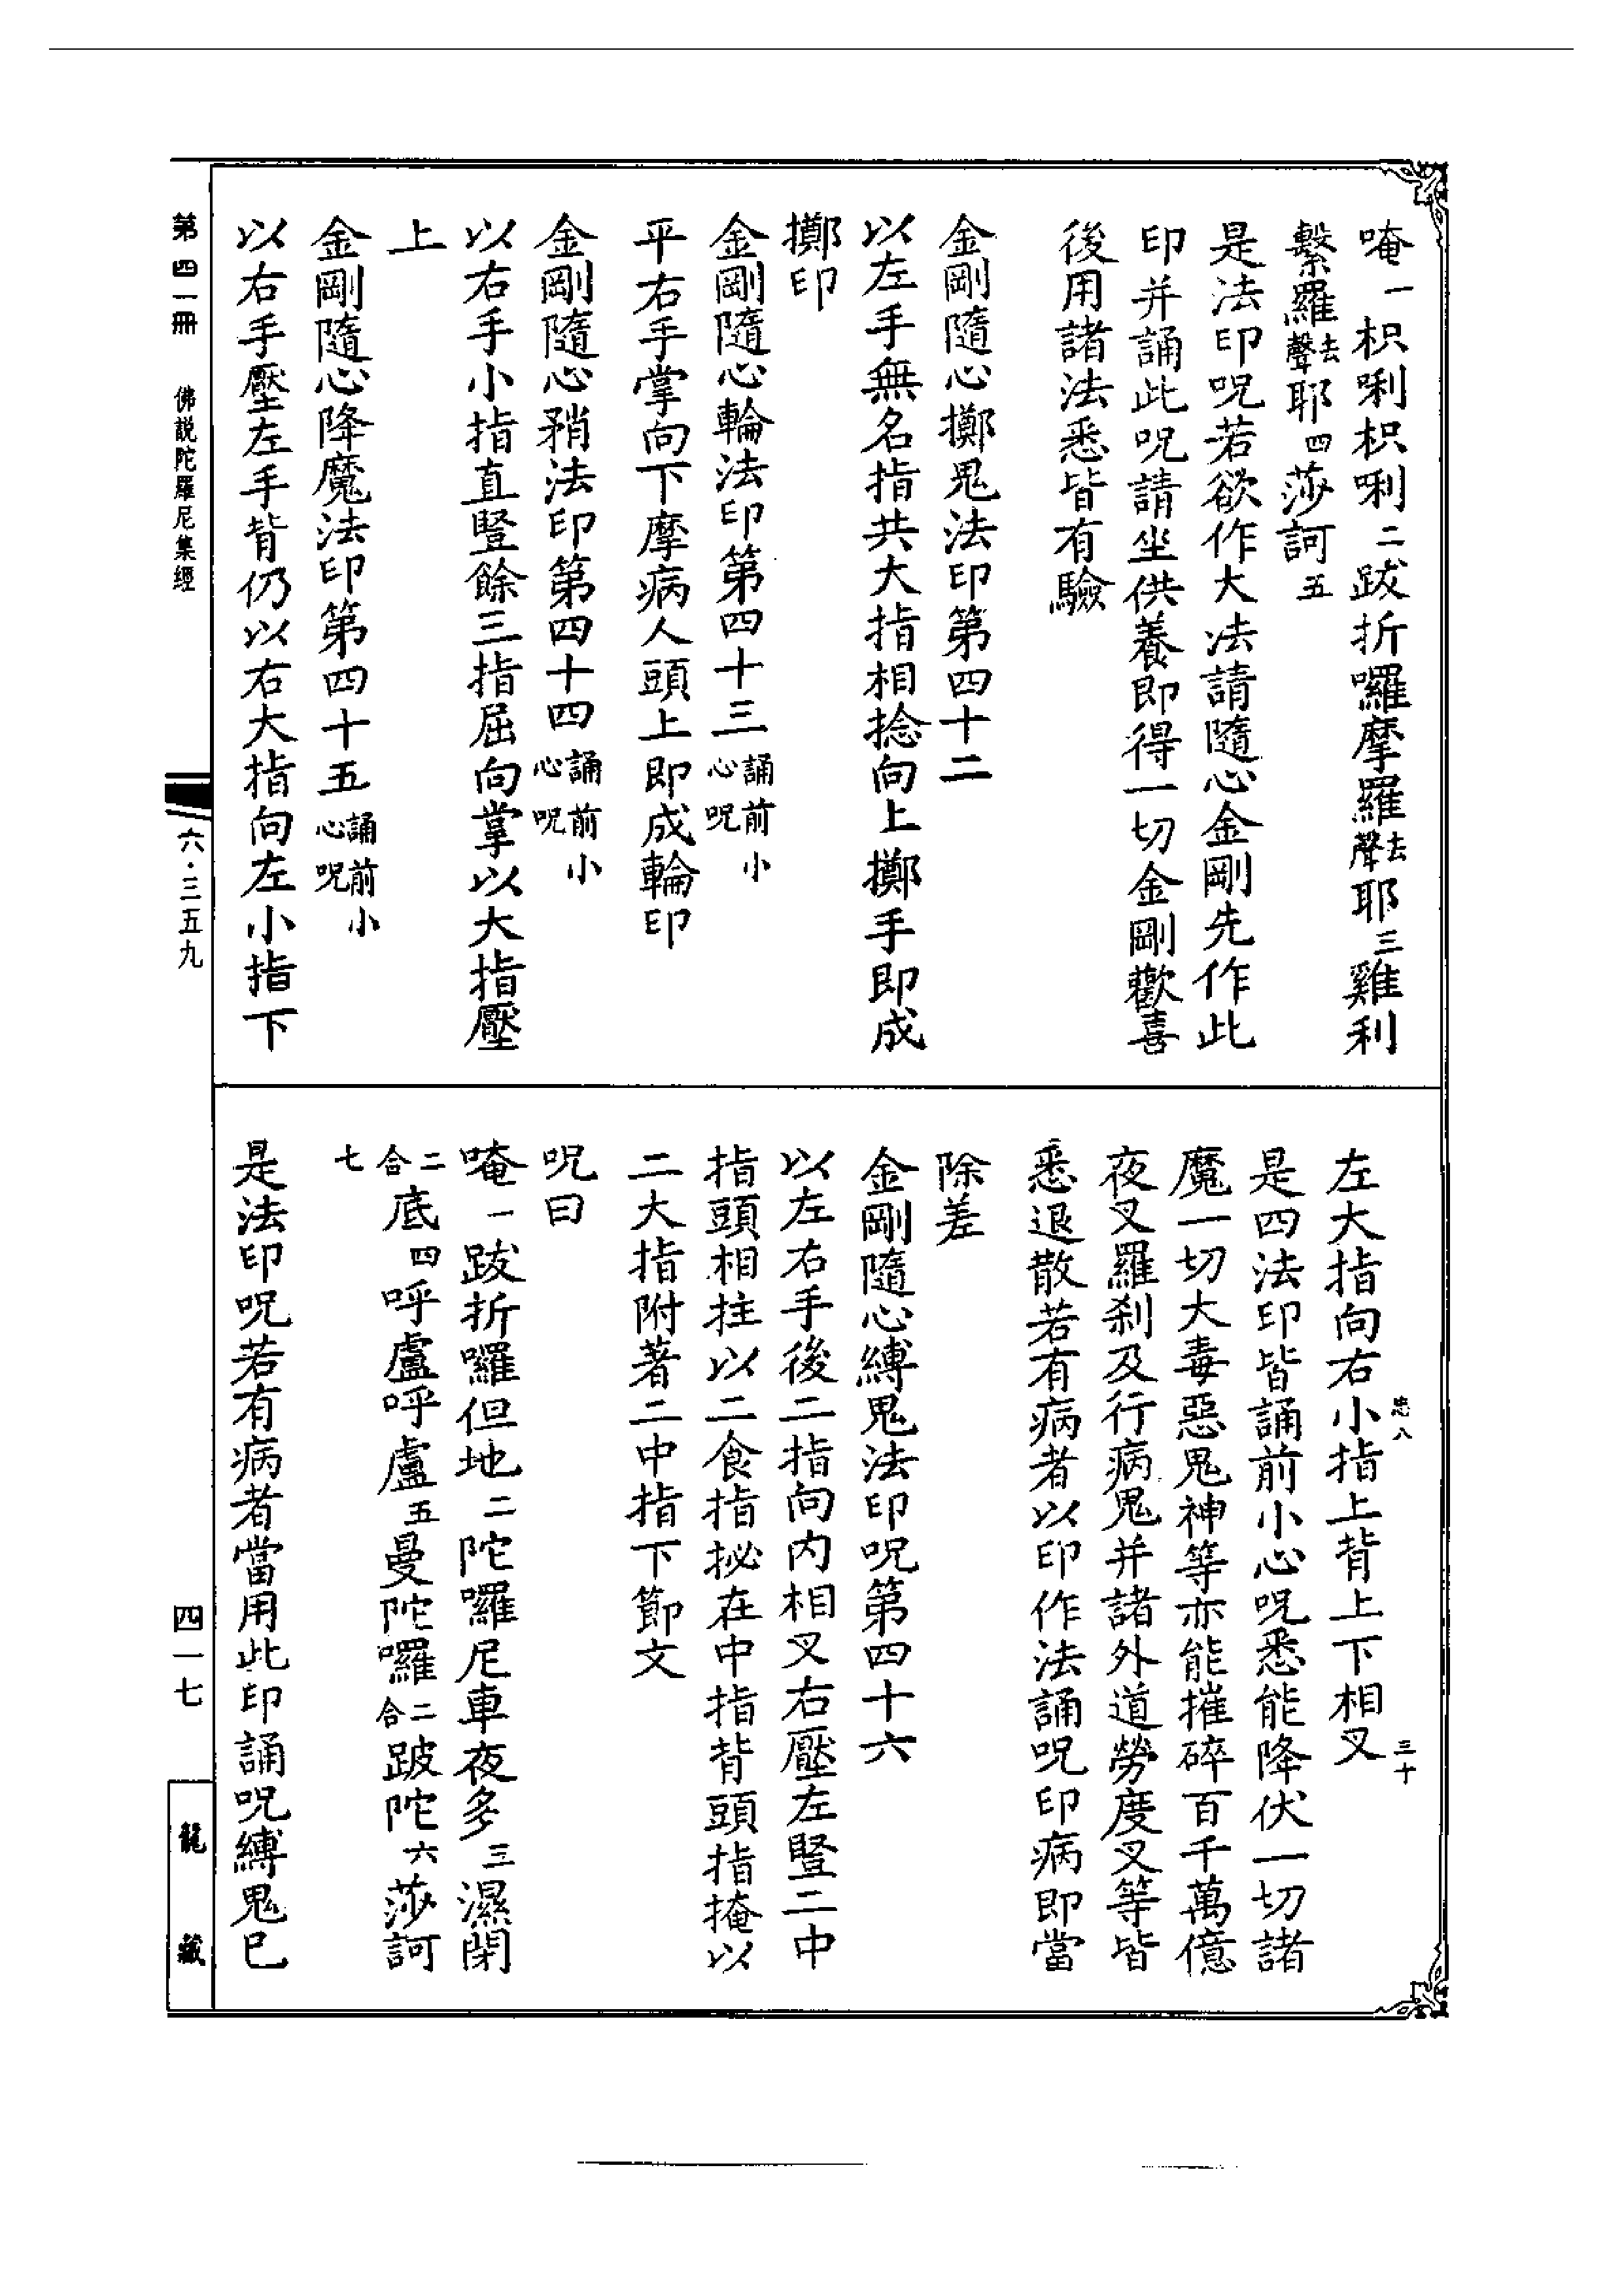 唵一枳唎枳唎二跋折囉摩羅去聲耶三雞利
繫羅去聲耶四莎訶五
是法印呪若欲作大法請隨心金剛先作此
印并誦此呪請坐供養即得一切金剛歡喜
後用諸法悉皆有驗
金剛隨心擲鬼法印第四十二
以左手無名指共大指相捻向上擲手即成
擲印
金剛隨心輪法印第四十三誦前小心呪
平右手掌向下摩病人頭上即成輪印
金剛隨心矟法印第四十四誦前小心呪
以右手小指直豎餘三指屈向掌以大指壓
上
金剛隨心降魔法印第四十五誦前小心呪
以右手壓左手背仍以右大指向左小指下
左大指向右小指上背上下相叉
是四法印皆誦前小心呪悉能降伏一切諸
魔一切大毒惡鬼神等亦能摧碎百千萬億
夜叉羅剎及行病鬼并諸外道勞度叉等皆
悉退散若有病者以印作法誦呪印病即當
除差
金剛隨心縛鬼法印呪第四十六
以左右手後二指向內相叉右壓左豎二中
指頭相拄以二食指拟在中指背頭指掩以
二大指附著二中指下節文
呪曰
唵一跋折囉但地二陀囉尼車夜多三濕閉
二合底四呼盧呼盧五曼陀囉二合跛陀六莎訶
七
是法印呪若有病者當用此印誦呪縛鬼已
忠八
三十
第四一冊
佛說陀羅尼集經
六·三五九
四一七
龍藏